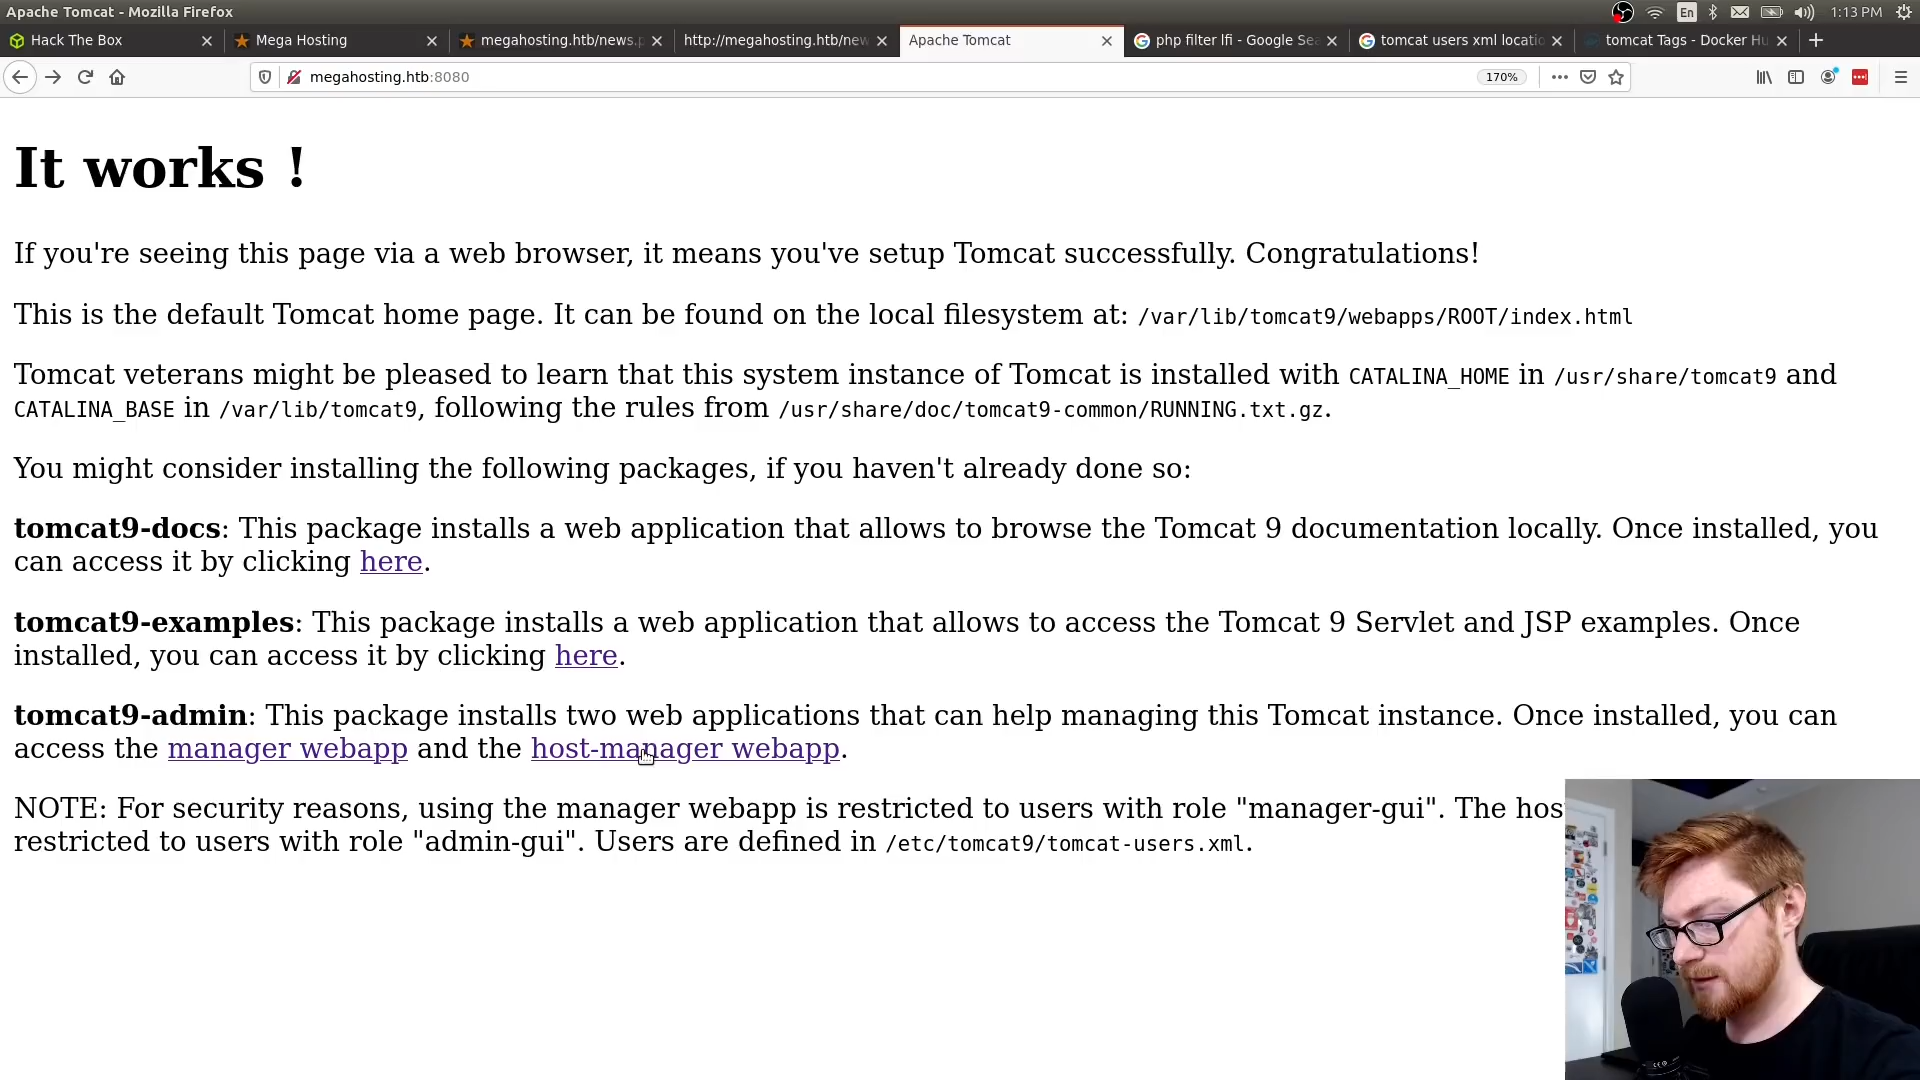 Apache Tomcat - Mozilla Firefox
En
1:13 PM
Hack The Box
Mega Hosting
megahosting.htb/news.p
http://megahosting.htb/new
Apache Tomcat
php filter lfi - Google Sea
tomcat users xml locatio
tomcat Tags - Docker Hu
megahosting.htb:8080
170%
It works !
If you're seeing this page via a web browser, it means you've setup Tomcat successfully. Congratulations!
This is the default Tomcat home page. It can be found on the local filesystem at: /var/lib/tomcat9/webapps/ROOT/index.html
Tomcat veterans might be pleased to learn that this system instance of Tomcat is installed with CATALINA_HOME in /usr/share/tomcat9 and
CATALINA_BASE in /var/lib/tomcat9, following the rules from /usr/share/doc/tomcat9-common/RUNNING.txt.gz.
You might consider installing the following packages, if you haven't already done so:
tomcat9-docs: This package installs a web application that allows to browse the Tomcat 9 documentation locally. Once installed, you
can access it by clicking here.
tomcat9-examples: This package installs a web application that allows to access the Tomcat 9 Servlet and JSP examples. Once
installed, you can access it by clicking here.
tomcat9-admin: This package installs two web applications that can help managing this Tomcat instance. Once installed, you can
access the manager webapp and the host-manager webapp.
NOTE: For security reasons, using the manager webapp is restricted to users with role "manager-gui". The hos
restricted to users with role "admin-gui". Users are defined in /etc/tomcat9/tomcat-users.xml.